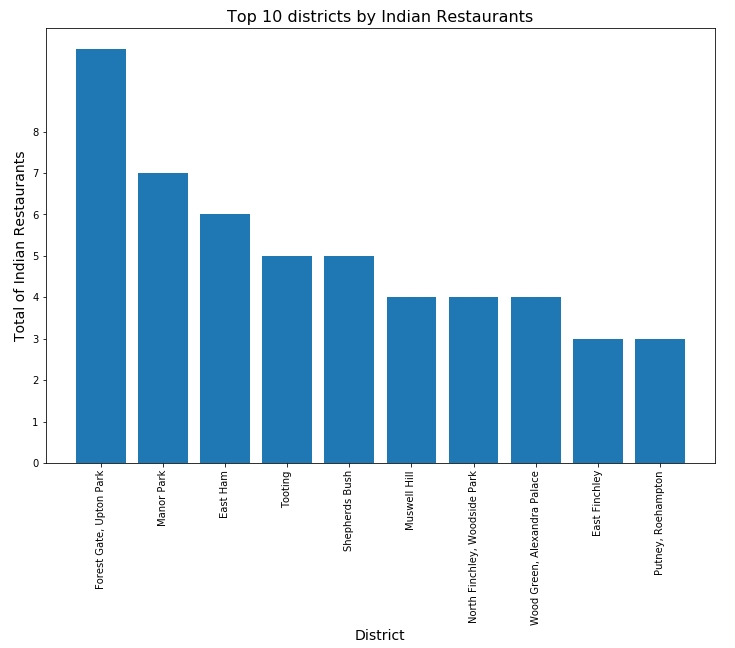 Top 10 districts by Indian Restaurants
Total of Indian Restaurants
8
7
6
5
4
3
2
1
0
Forest Gate, Upton Park
Manor Park
East Ham
Tooting
Shepherds Bush
Muswell Hill
North Finchley, Woodside Park
Wood Green, Alexandra Palace
East Finchley
Putney, Roehampton
District